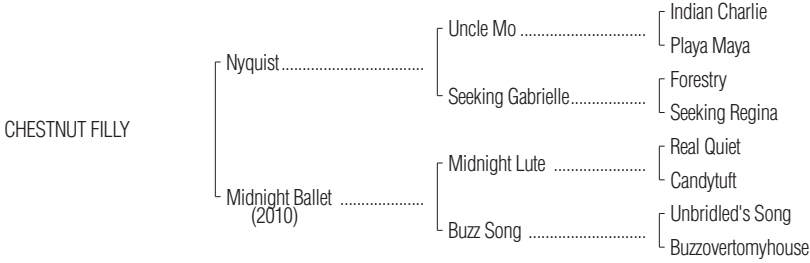 Indian Charlie
Uncle Mo ..............................
Playa Maya
Nyquist..................................
Forestry
Seeking Gabrielle..................
Seeking Regina
CHESTNUT FILLY
Real Quiet
Midnight Lute ......................
Candytuft
Midnight Ballet ....................
(2010)
Unbridled's Song
Buzz Song ............................
Buzzovertomyhouse